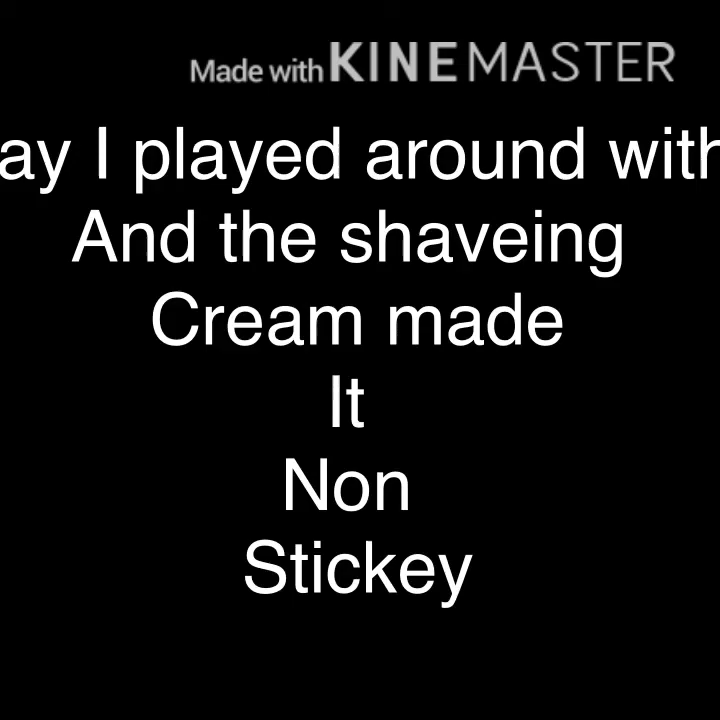 Made with KINEMASTER
ay I played around with
And the shaveing
Cream made
It
Non
Stickey